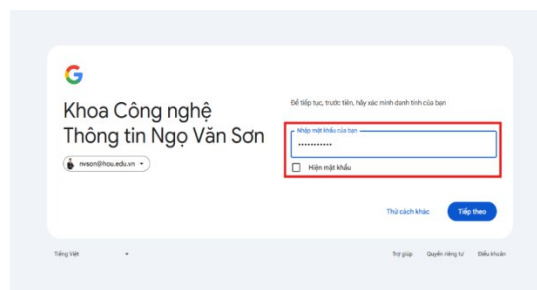 Khoa Công nghệ
Thông tin Ngọ Văn Sơn
nvson@hou.edu.vn
Để tiếp tục, trước tiên, hãy xác minh danh tính của bạn
Nhập mật khẩu của bạn
•••••••••••
Hiện mật khẩu
Thử cách khác
Tiếp theo
Tiếng Việt
Trợ giúp Quyền riêng tư Điều khoản